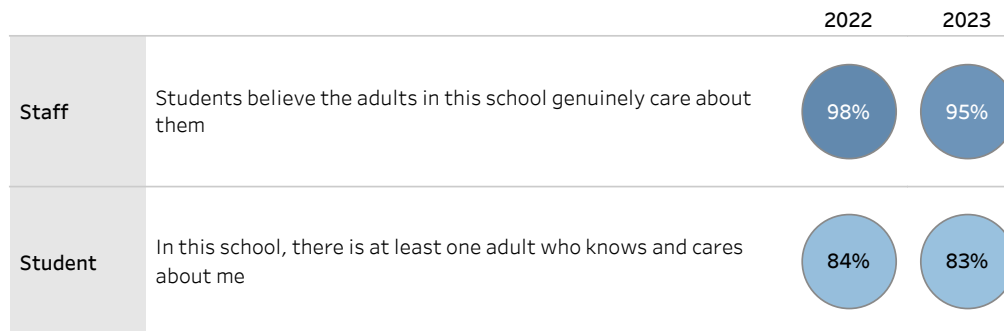 2022 2023
Staff
Students believe the adults in this school genuinely care about
them
98% 95%
Student
In this school, there is at least one adult who knows and cares
about me
84% 83%